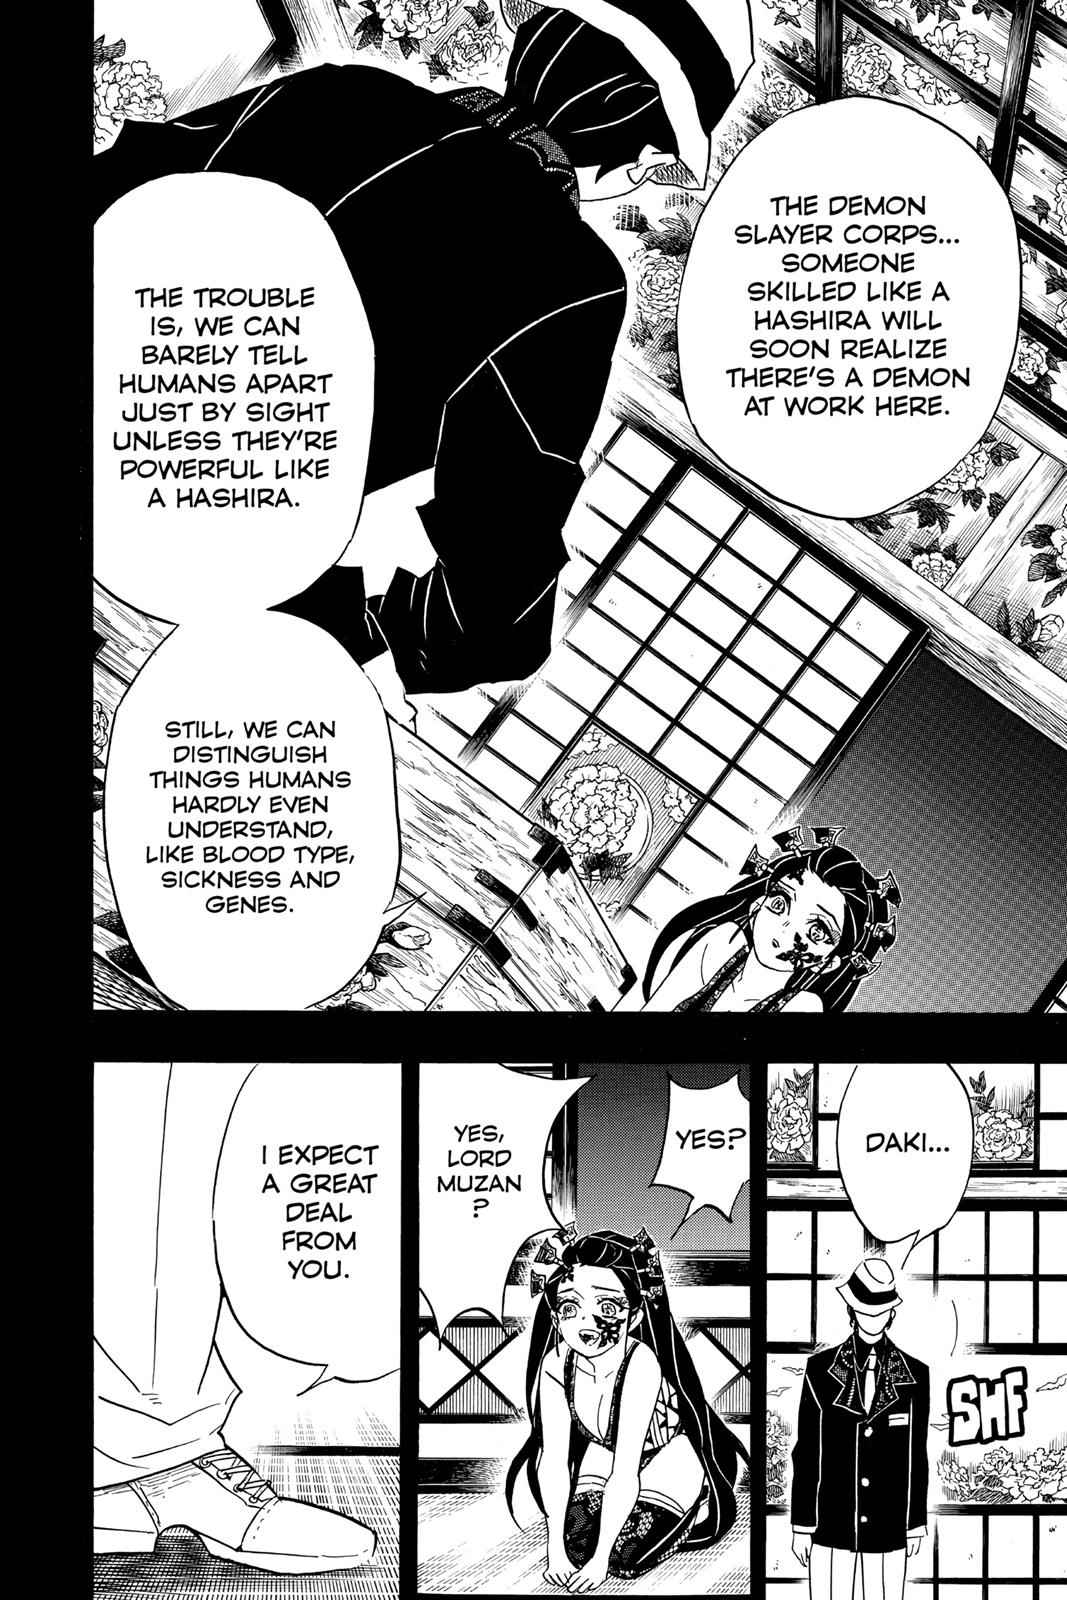 THE DEMON
SLAYER CORPS...
SOMEONE
SKILLED LIKE A
HASHIRA WILL
SOON REALIZE
THERE'S A DEMON
AT WORK HERE.
THE TROUBLE
IS, WE CAN
BARELY TELL
HUMANS APART
JUST BY SIGHT
UNLESS THEY'RE
POWERFUL LIKE
A HASHIRA.
STILL, WE CAN
DISTINGUISH
THINGS HUMANS
HARDLY EVEN
UNDERSTAND,
LIKE BLOOD TYPE,
SICKNESS AND
GENES.
DAKI...
SHF
YES?
YES,
LORD
MUZAN
?
I EXPECT
A GREAT
DEAL
FROM
YOU.